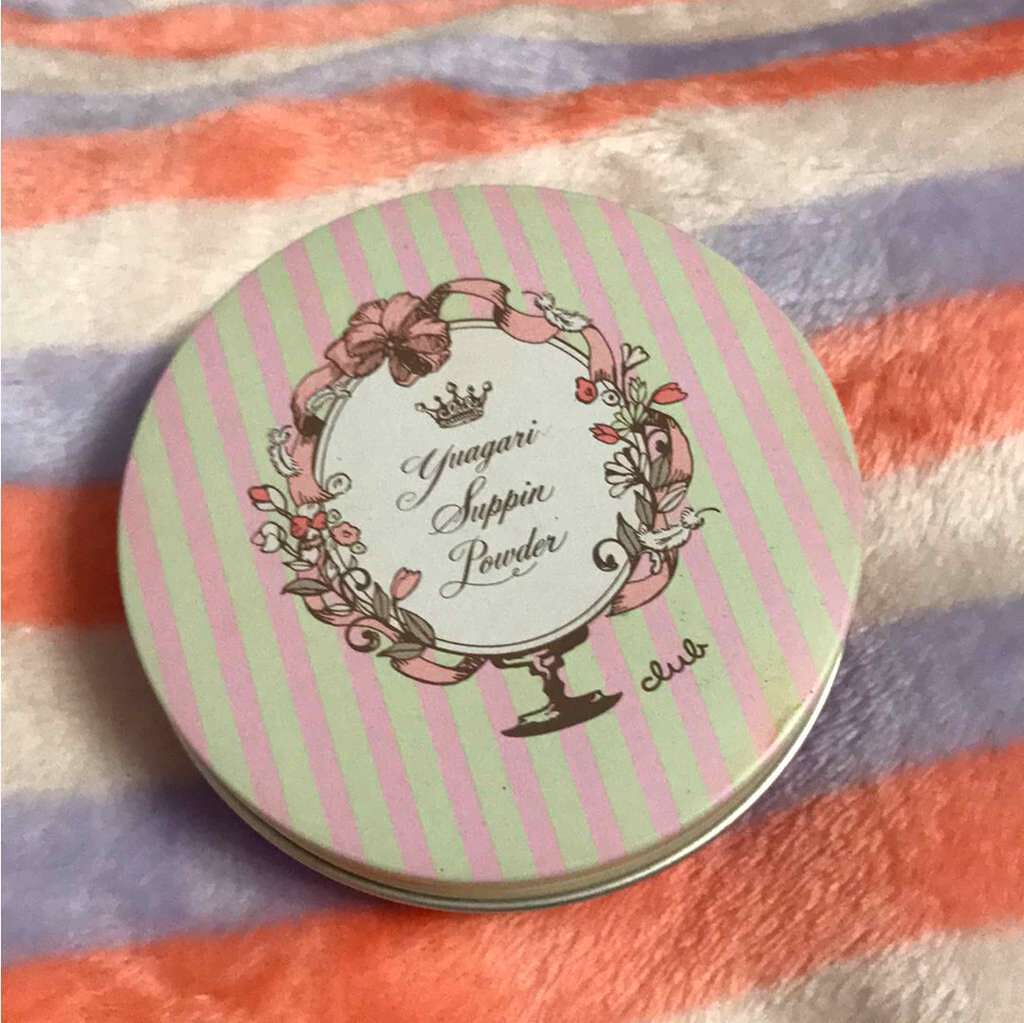 Yuagari
Suppin
Powder
club